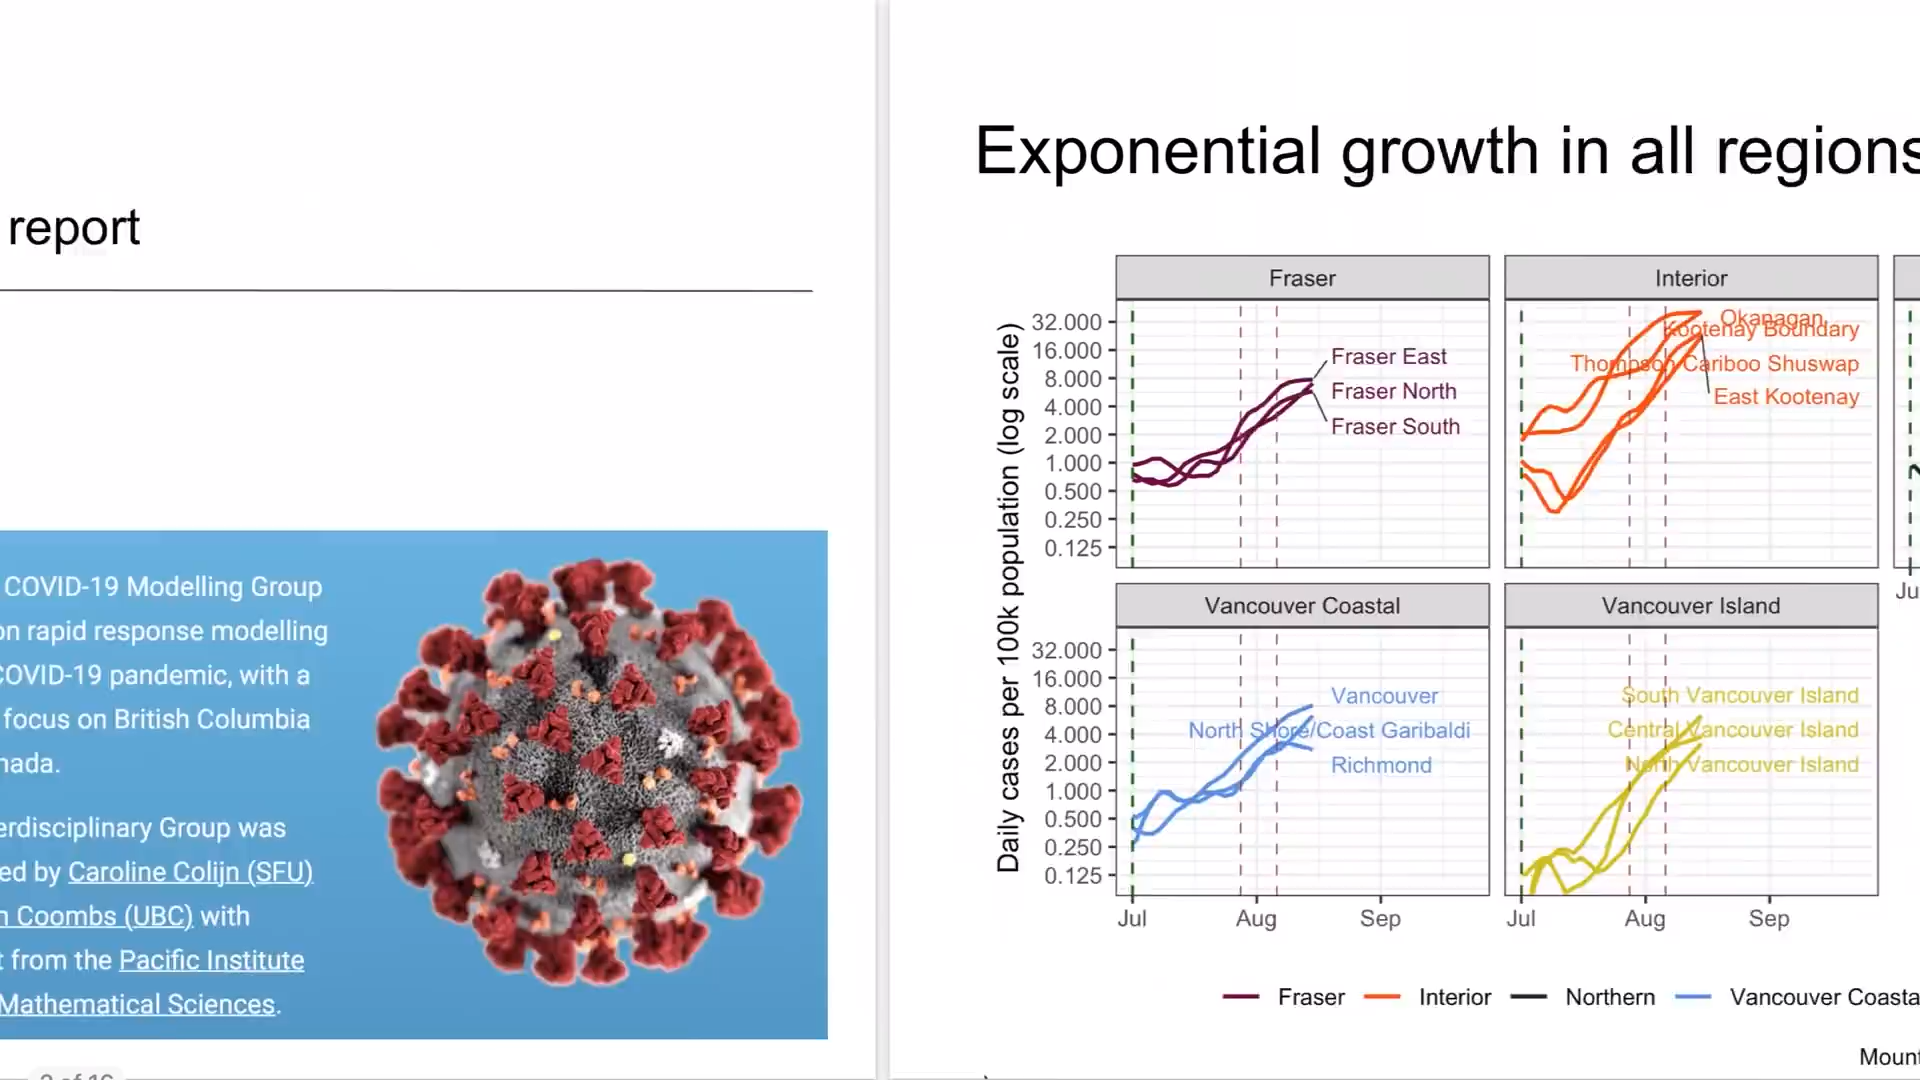 report
COVID-19 Modelling Group
on rapid response modelling
COVID-19 pandemic, with a
focus on British Columbia
nada.
erdisciplinary Group was
ed by Caroline Colijn (SFU)
n Coombs (UBC) with
t from the Pacific Institute
Mathematical Sciences.
Exponential growth in all regions
Daily cases per 100k population (log scale)
Fraser
32.000
16.000
8.000
4.000
2.000
1.000
0.500
0.250
0.125
Fraser East
Fraser North
Fraser South
Interior
Okanagan
Kootenay Boundary
Thompson Cariboo Shuswap
East Kootenay
Ju
Vancouver Coastal
32.000
16.000
8.000
4.000
2.000
1.000
0.500
0.250
0.125
Vancouver
North Shore/Coast Garibaldi
Richmond
Jul Aug Sep
Vancouver Island
South Vancouver Island
Central Vancouver Island
North Vancouver Island
Jul Aug Sep
Fraser Interior Northern Vancouver Coasta
Mount